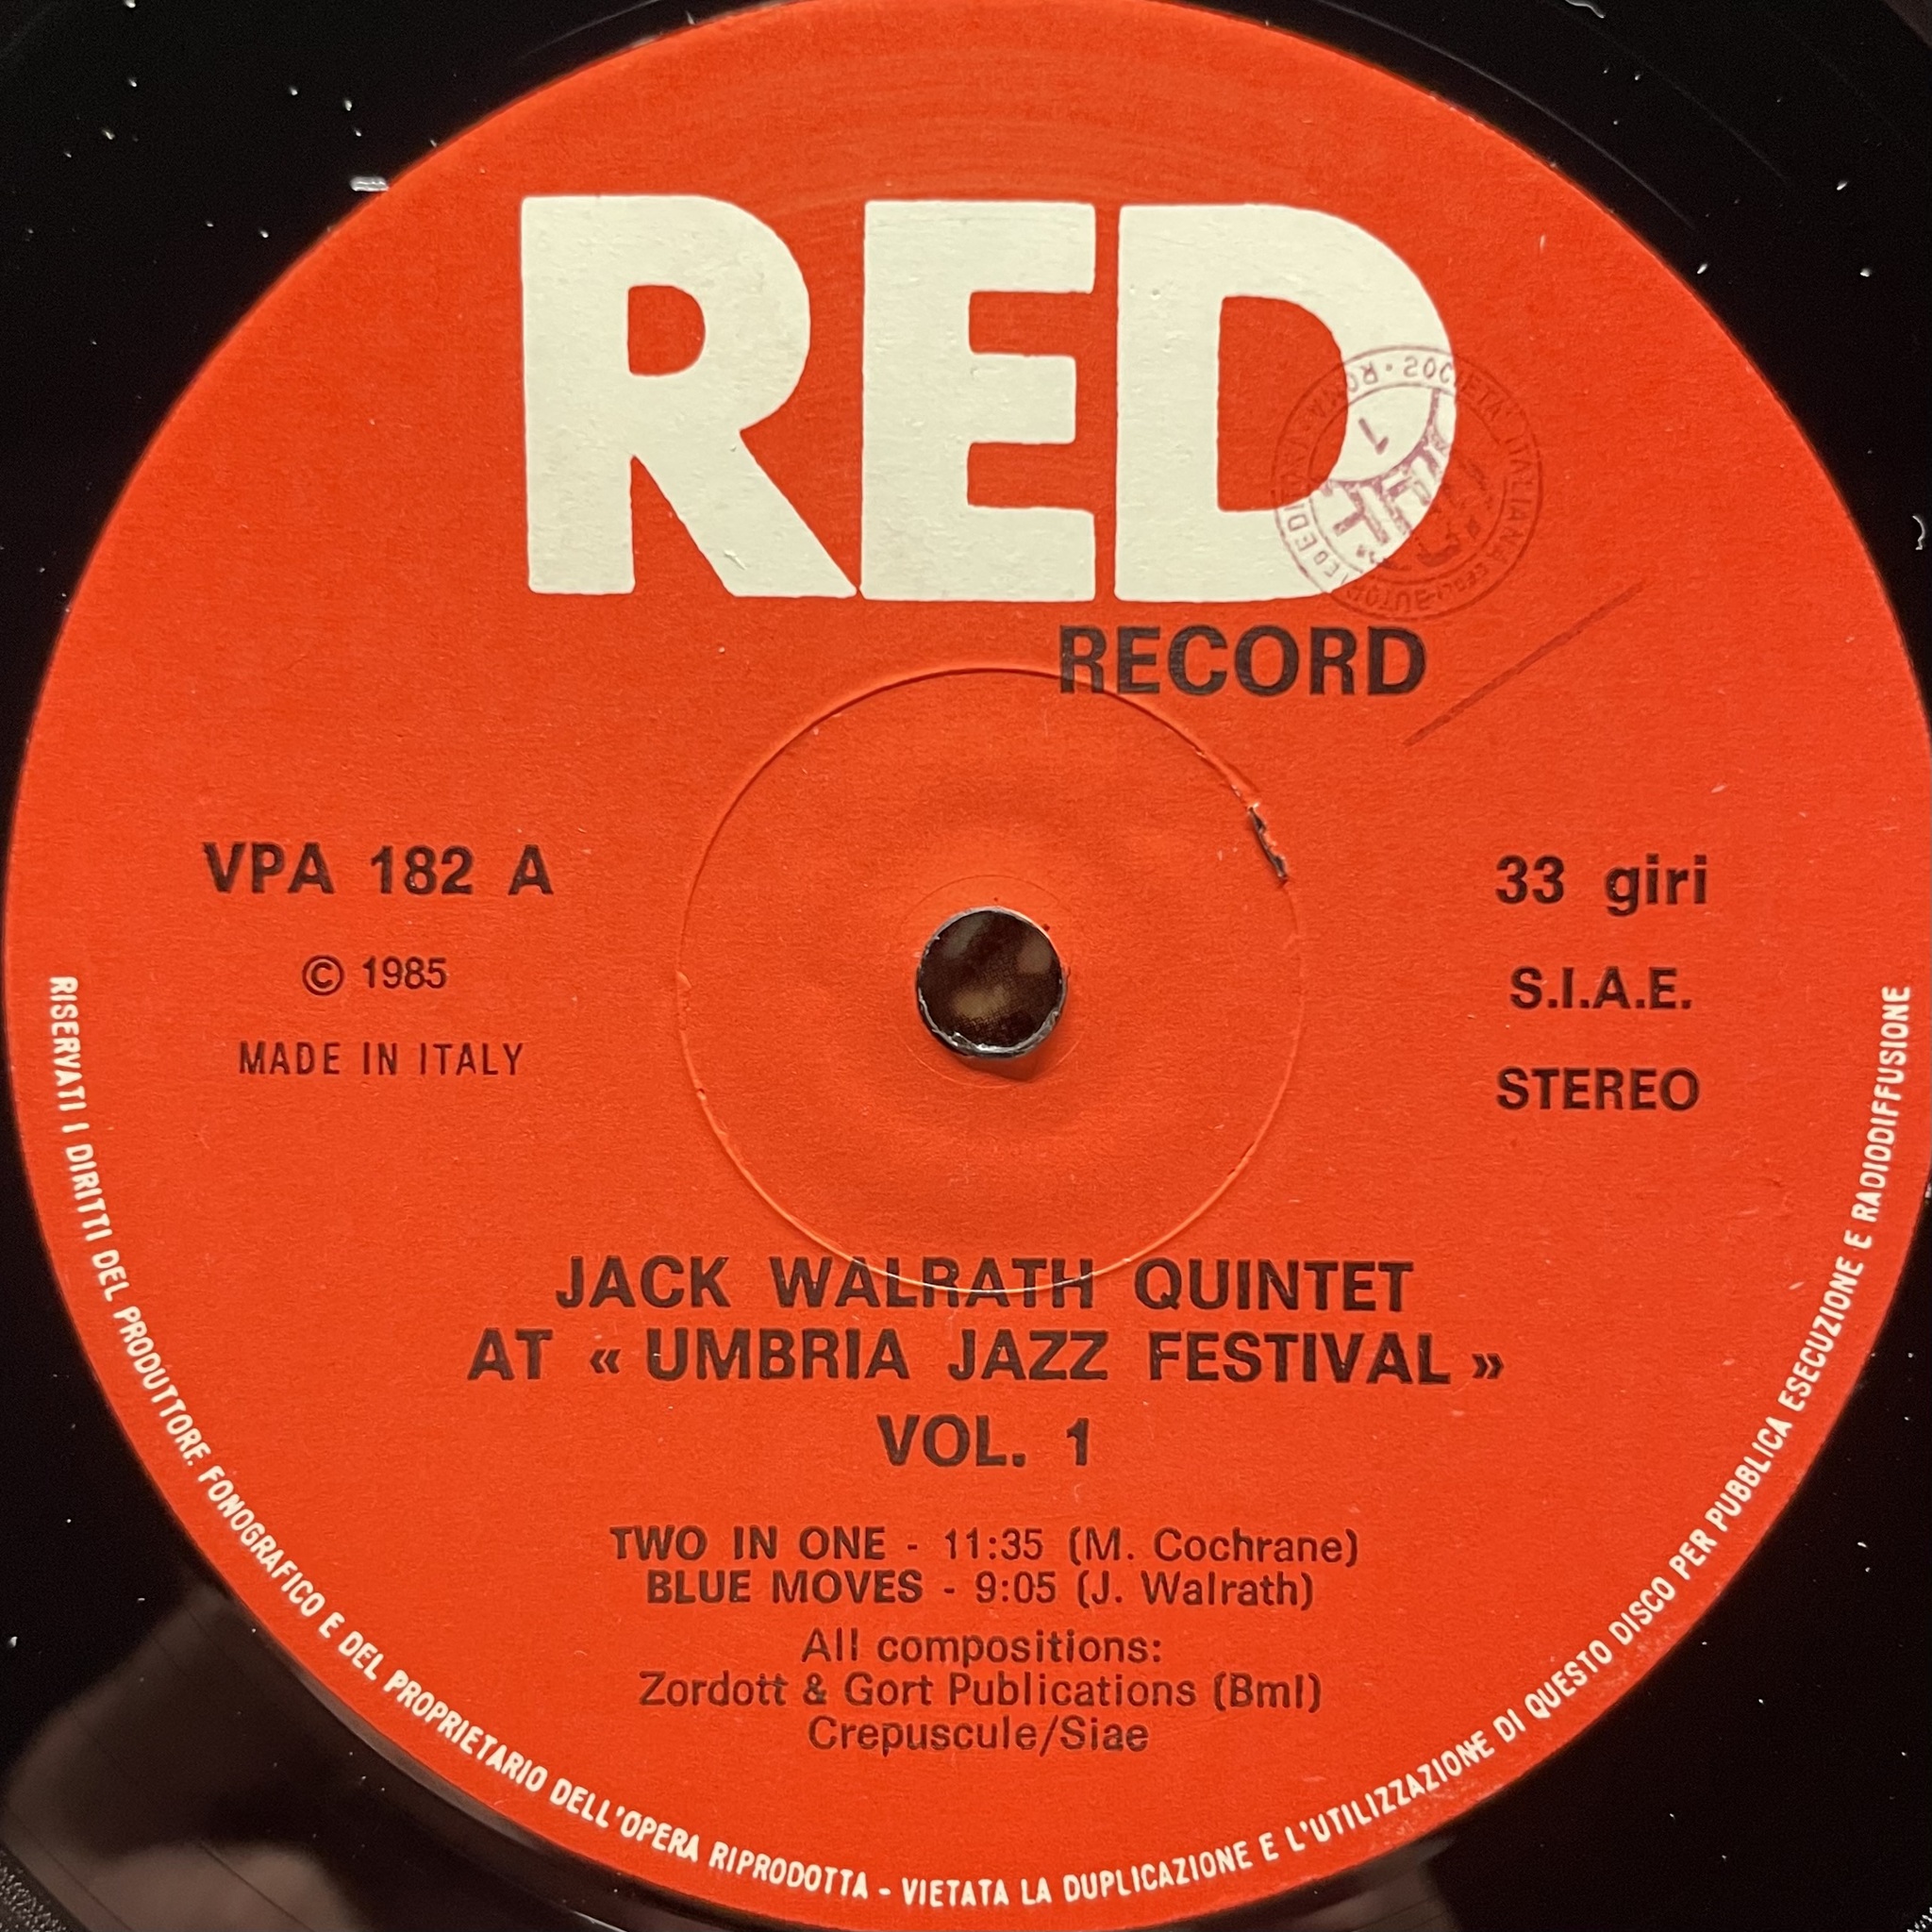 RED
RECORD
SOCIETA' ITALIANA
VPA 182 A
© 1985
MADE IN ITALY
33 giri
S.I.A.E.
STEREO
JACK WALRATH QUINTET
AT « UMBRIA JAZZ FESTIVAL »
VOL. 1
TWO IN ONE - 11:35 (M. Cochrane)
BLUE MOVES - 9:05 (J. Walrath)
All compositions:
Zordott & Gort Publications (BmI)
Crepuscule/Siae
RISERVATI I DIRITTI DEL PRODUTTORE. FONOGRAFICO E DEL PROPRIETARIO DELL'OPERA RIPRODOTTA - VIETATA LA DUPLICAZIONE E L'UTILIZZAZIONE DI QUESTO DISCO PER PUBBLICA ESECUZIONE E RADIODIFFUSIONE